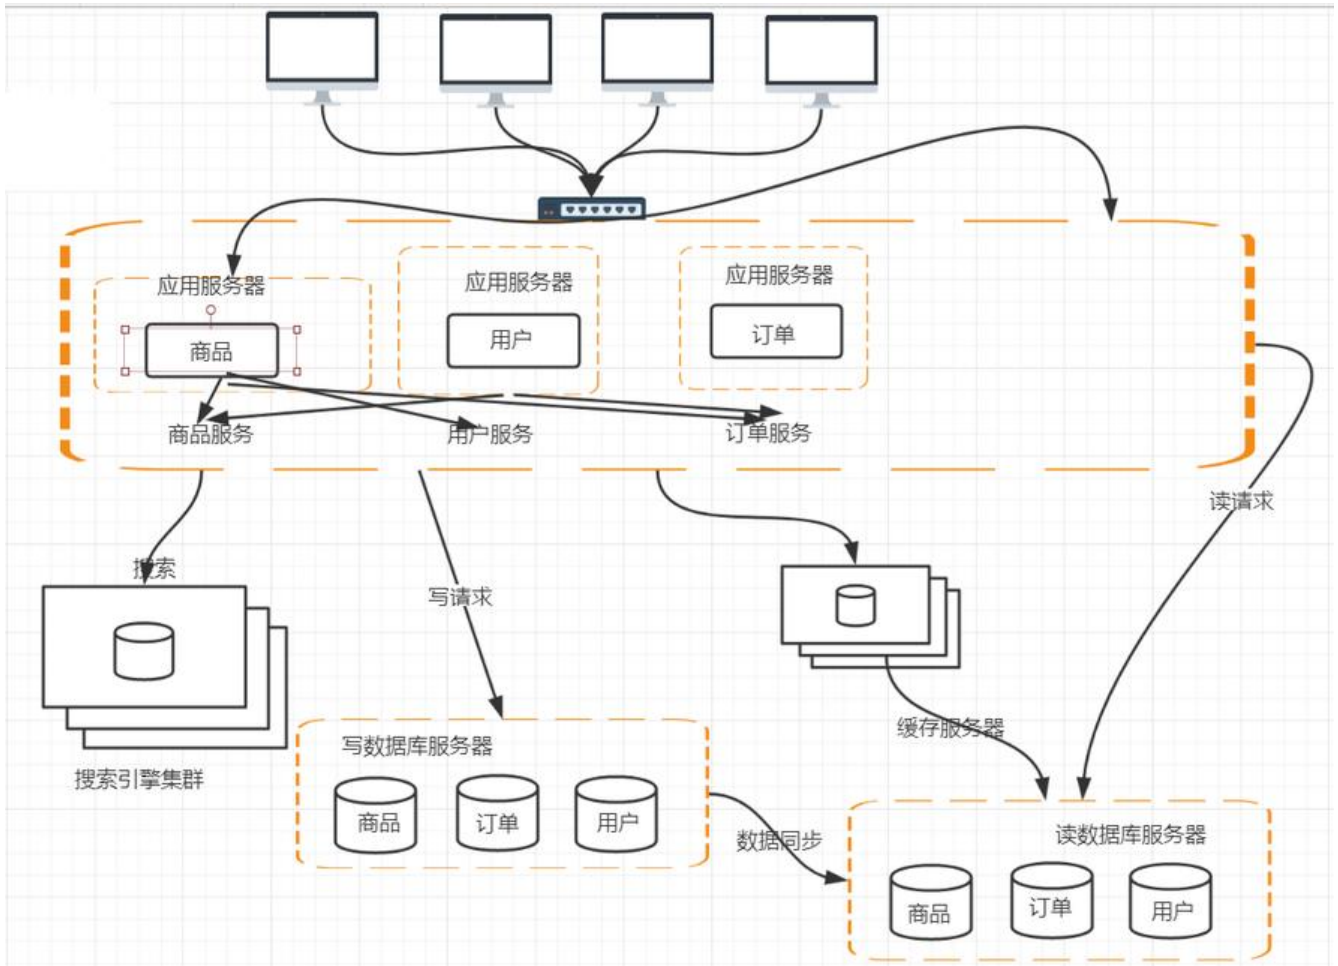 应用服务器
应用服务器
应用服务器
商品
用户
订单
商品服务
用户服务
订单服务
读请求
搜索
写请求
缓存服务器
写数据库服务器
搜索引擎集群
商品
订单
用户
数据同步
读数据库服务器
商品
订单
用户